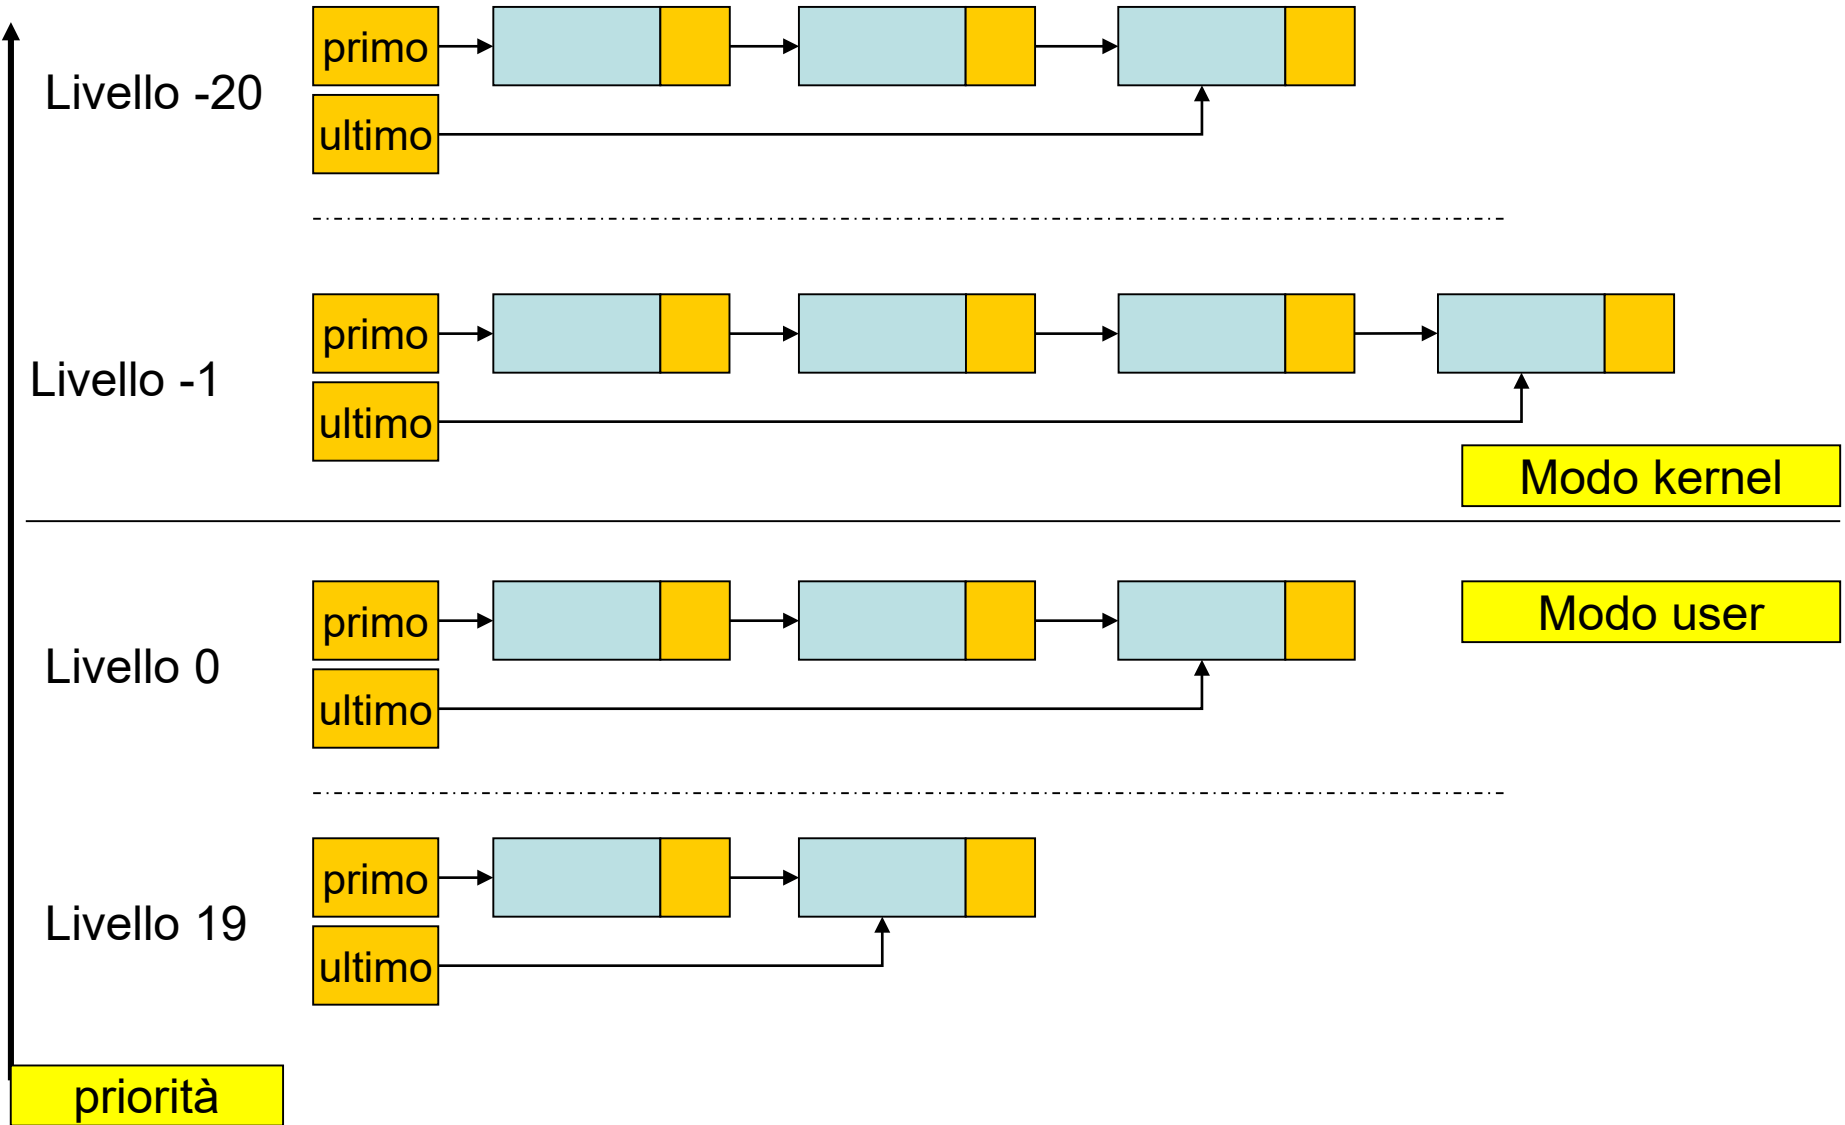 primo
Livello -20
ultimo
primo
Livello -1
ultimo
Modo kernel
primo
Modo user
Livello 0
ultimo
primo
Livello 19
ultimo
priorità